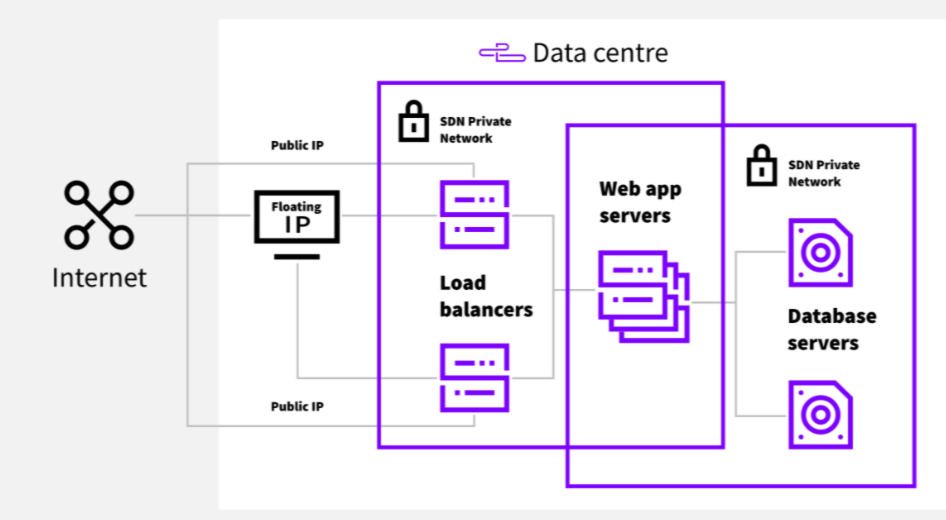 Data centre
SDN Private
Network
Public IP
SDN Private
Network
Web app
servers
Floating
IP
Internet
Load
balancers
Database
servers
Public IP